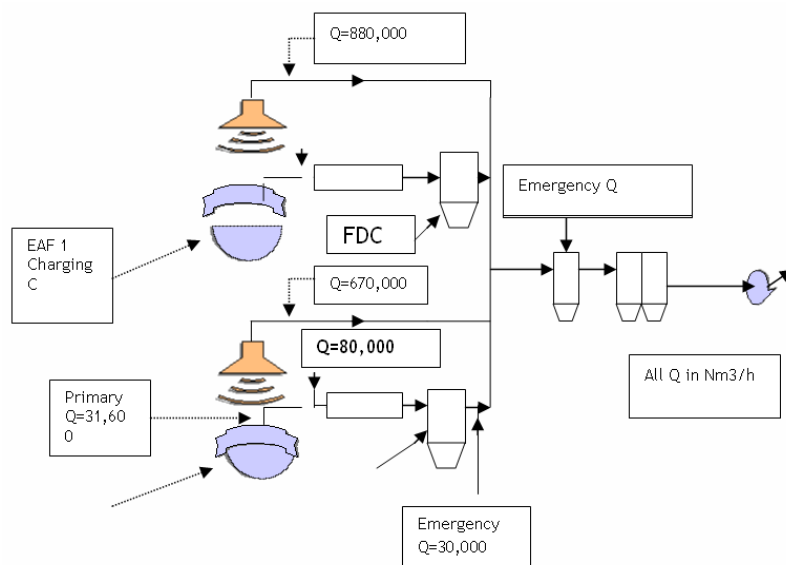 Q=880,000
Emergency Q
FDC
EAF 1
Charging
C
Q=670,000
Q=80,000
Primary
Q=31,60
0
All Q in Nm3/h
Emergency
Q=30,000